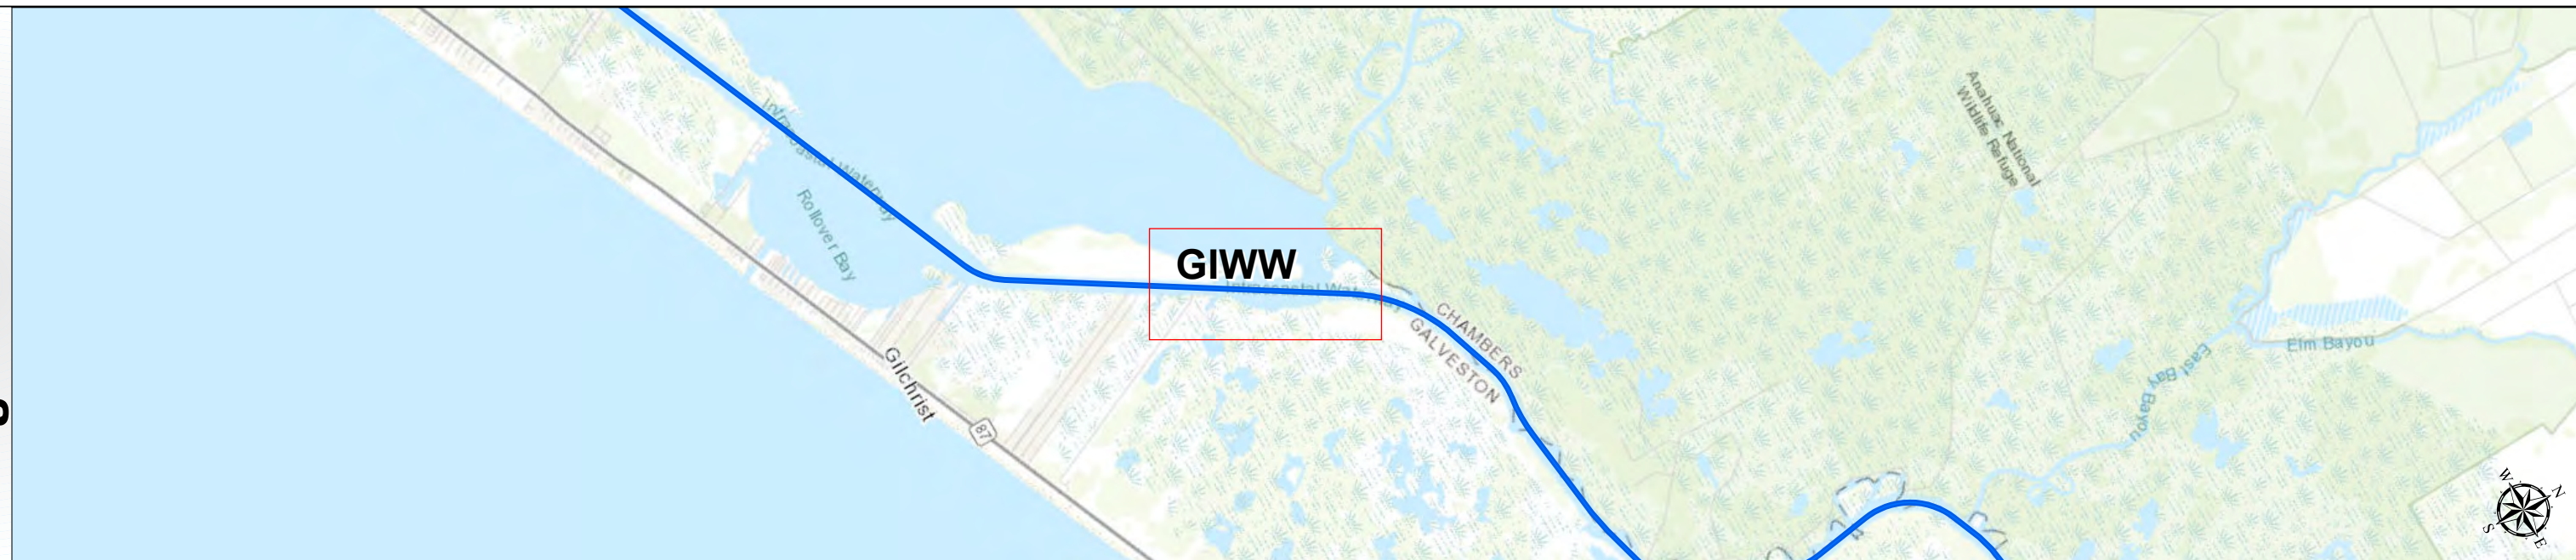 Anahuac National
Wildlife Refuge
Intracoastal Waterway
Rollover Bay
GIWW
Intracoastal Waterway
CHAMBERS
GALVESTON
Elm Bayou
East Bay Bayou
Gilchrist
87
W
N
S
E